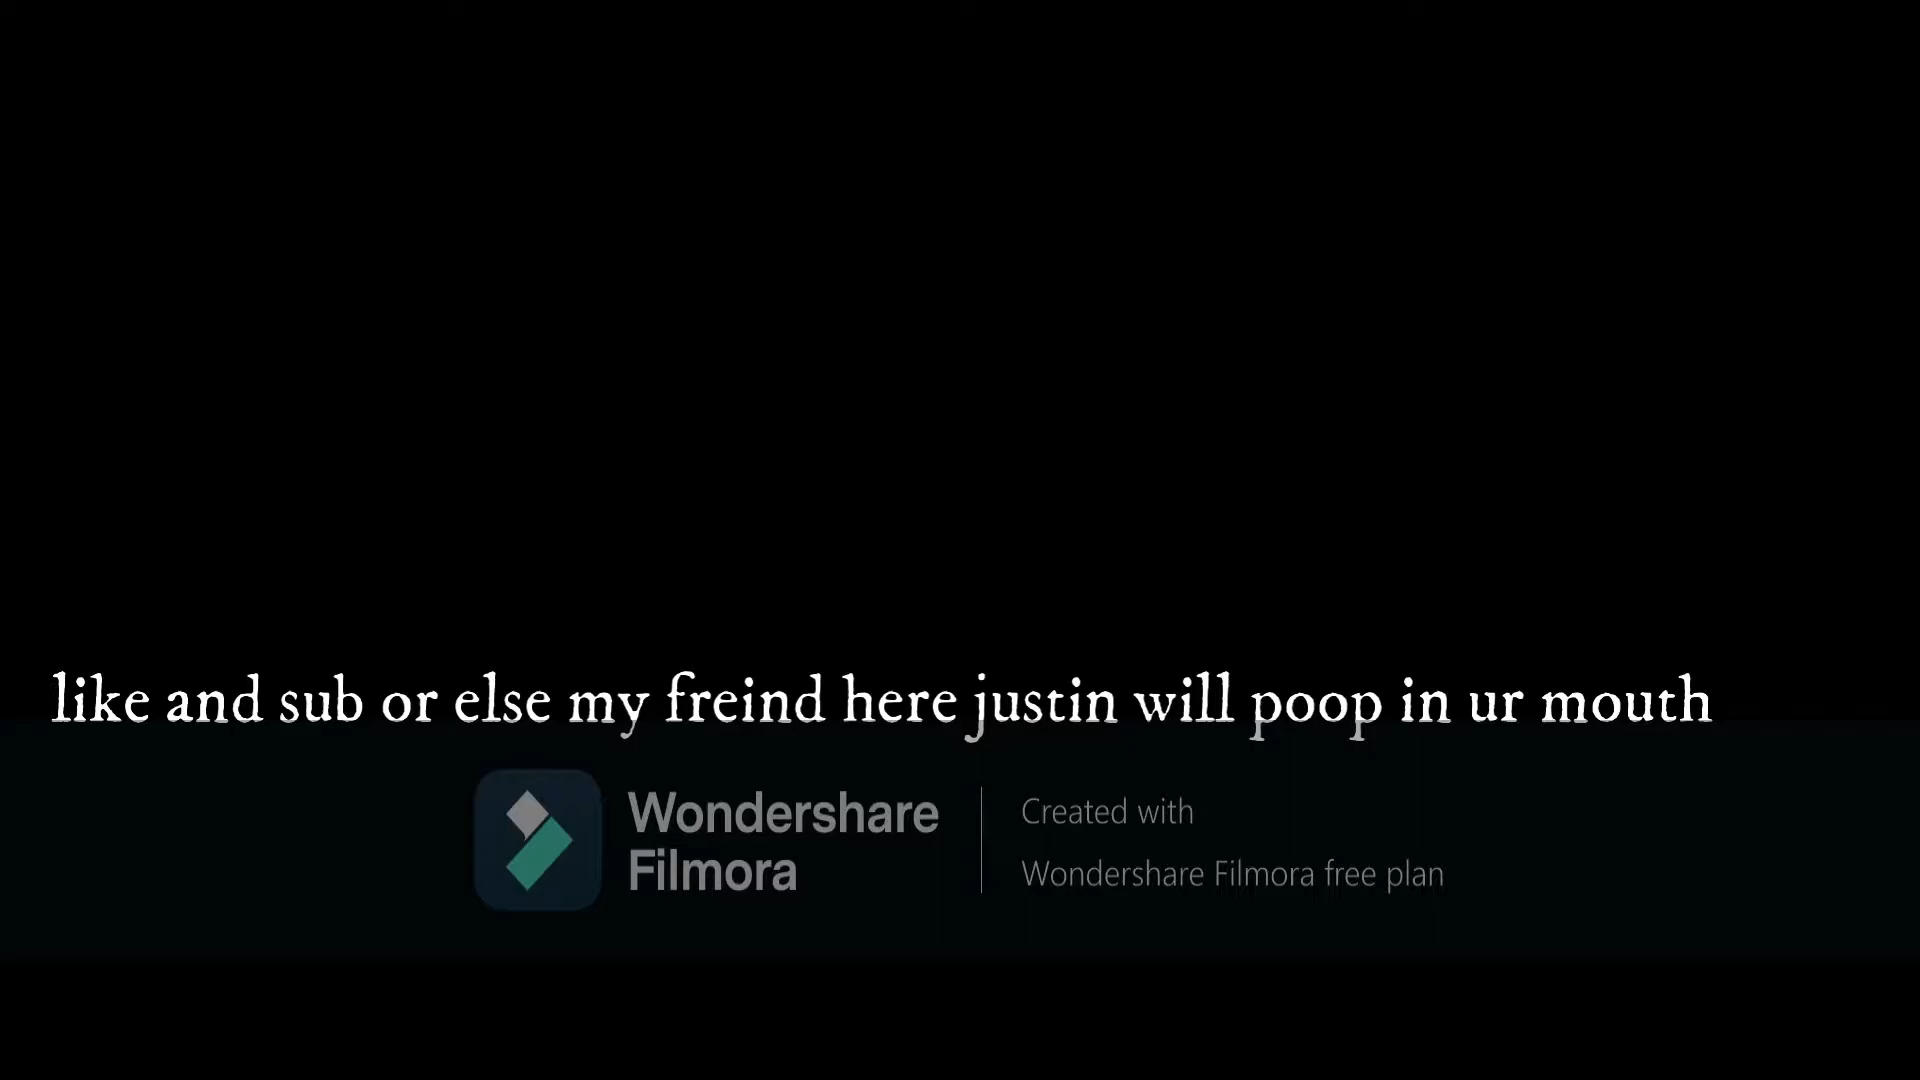 like and sub or else my freind here justin will poop in ur mouth
Wondershare
Filmora
Created with
Wondershare Filmora free plan